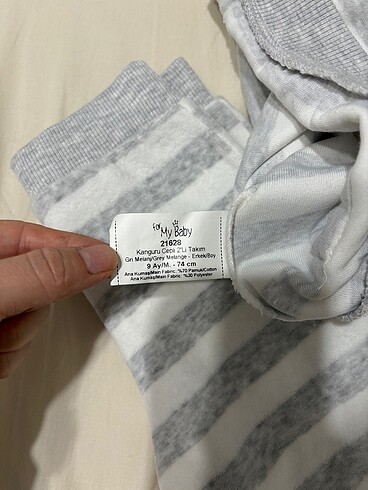 for My Baby
21628
Kanguru Cepli 2'Li Takım
Gri Melanj/Grey Melange - Erkek/Boy
9 Ay/M. - 74 cm
Ana Kumaş/Main Fabric: %70 Pamuk/Cotton
Ana Kumaş/Main Fabric: %30 Polyester